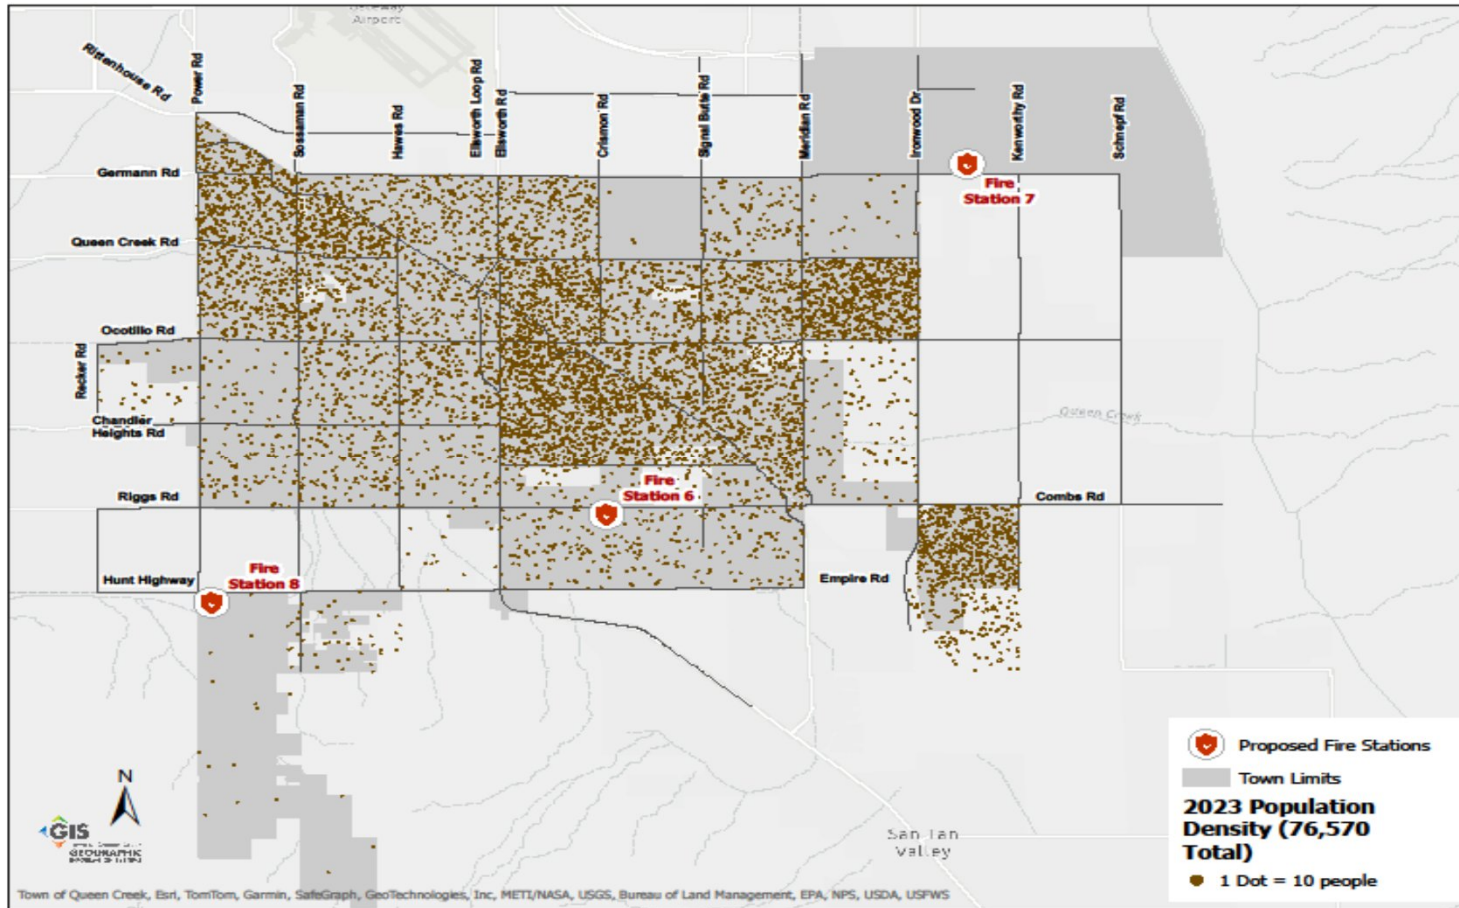 Gateway
Airport
Rittenhouse Rd
Power Rd
Sossaman Rd
Hawes Rd
Ellsworth Loop Rd
Ellsworth Rd
Crismon Rd
Signal Butte Rd
Meridian Rd
Ironwood Dr
Kenworthy Rd
Schnepf Rd
Germann Rd
Fire
Station 7
Queen Creek Rd
Ocotillo Rd
Recker Rd
Chandler
Heights Rd
Queen Creek
Riggs Rd
Fire
Station 6
Combs Rd
Hunt Highway
Fire
Station 8
Empire Rd
Proposed Fire Stations
Town Limits
2023 Population
Density (76,570
Total)
1 Dot = 10 people
N
GIS
GEOGRAPHIC
San Tan
Valley
Town of Queen Creek, Esri, TomTom, Garmin, SafeGraph, GeoTechnologies, Inc, METI/NASA, USGS, Bureau of Land Management, EPA, NPS, USDA, USFWS